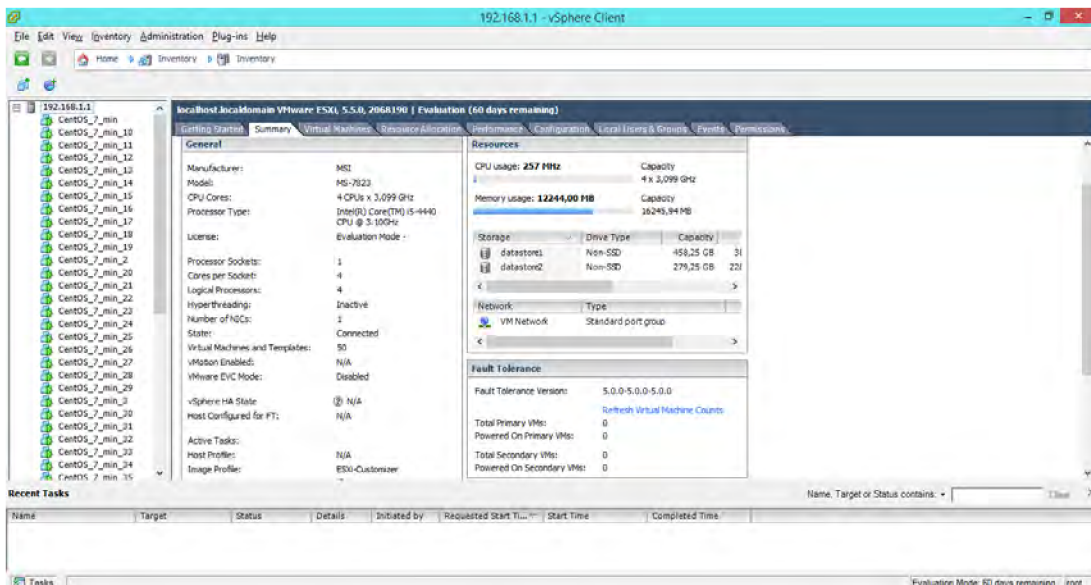 192.168.1.1 - vSphere Client
File Edit View Inventory Administration Plug-ins Help
Home Inventory Inventory
192.168.1.1
CentOS_7_min
CentOS_7_min_10
CentOS_7_min_11
CentOS_7_min_12
CentOS_7_min_13
CentOS_7_min_14
CentOS_7_min_15
CentOS_7_min_16
CentOS_7_min_17
CentOS_7_min_18
CentOS_7_min_19
CentOS_7_min_2
CentOS_7_min_20
CentOS_7_min_21
CentOS_7_min_22
CentOS_7_min_23
CentOS_7_min_24
CentOS_7_min_25
CentOS_7_min_26
CentOS_7_min_27
CentOS_7_min_28
CentOS_7_min_29
CentOS_7_min_3
CentOS_7_min_30
CentOS_7_min_31
CentOS_7_min_32
CentOS_7_min_33
CentOS_7_min_34
CentOS_7_min_35
localhost.localdomain VMware ESXi, 5.5.0, 2068190 | Evaluation (60 days remaining)
Getting Started Summary Virtual Machines Resource Allocation Performance Configuration Local Users & Groups Events Permissions
General
Manufacturer: MSI
Model: MS-7823
CPU Cores: 4 CPUs x 3,099 GHz
Processor Type: Intel(R) Core(TM) i5-4440
CPU @ 3.10GHz
License: Evaluation Mode -
Processor Sockets: 1
Cores per Socket: 4
Logical Processors: 4
Hyperthreading: Inactive
Number of NICs: 1
State: Connected
Virtual Machines and Templates: 50
vMotion Enabled: N/A
VMware EVC Mode: Disabled
vSphere HA State N/A
Host Configured for FT: N/A
Active Tasks:
Host Profile: N/A
Image Profile: ESXi-Customizer
Resources
CPU usage: 257 MHz Capacity
4 x 3,099 GHz
Memory usage: 12244,00 MB Capacity
16245,94 MB
Storage Drive Type Capacity
datastore1 Non-SSD 458,25 GB
datastore2 Non-SSD 279,25 GB
Network Type
VM Network Standard port group
Fault Tolerance
Fault Tolerance Version: 5.0.0-5.0.0-5.0.0
Refresh Virtual Machine Counts
Total Primary VMs: 0
Powered On Primary VMs: 0
Total Secondary VMs: 0
Powered On Secondary VMs: 0
Recent Tasks
Name, Target or Status contains: Clear
Name Target Status Details Initiated by Requested Start Ti... Start Time Completed Time
Tasks
Evaluation Mode: 60 days remaining root